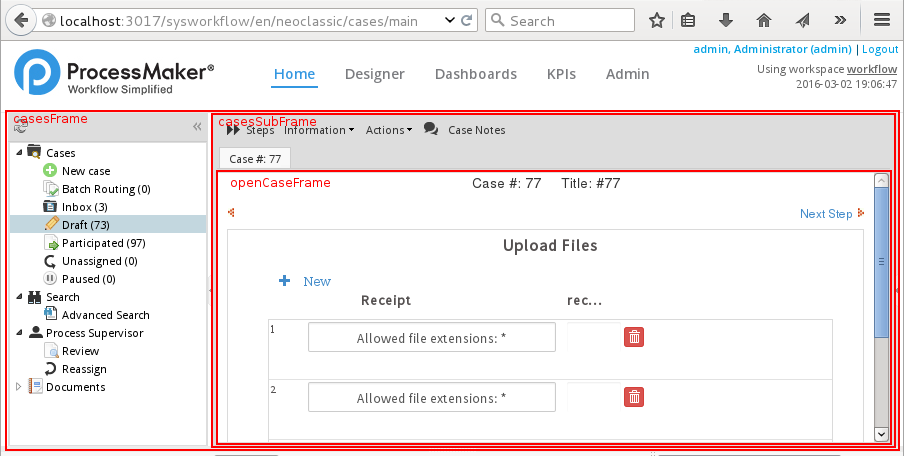 localhost:3017/sysworkflow/en/neoclassic/cases/main
Search
ProcessMaker®
Workflow Simplified
Home Designer Dashboards KPIs Admin
admin, Administrator (admin) | Logout
Using workspace workflow
2016-03-02 19:06:47
casesFrame
Cases
New case
Batch Routing (0)
Inbox (3)
Draft (73)
Participated (97)
Unassigned (0)
Paused (0)
Search
Advanced Search
Process Supervisor
Review
Reassign
Documents
casesSubFrame
Steps Information Actions Case Notes
Case #: 77
openCaseFrame
Case #: 77 Title: #77
Next Step
Upload Files
New
Receipt rec...
1
Allowed file extensions: *
2
Allowed file extensions: *